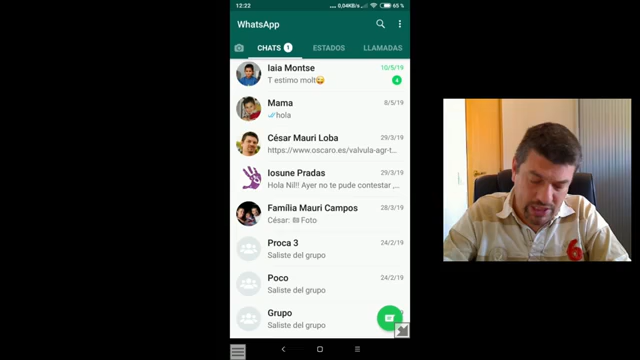 12:22
0,04KB/s
65 %
WhatsApp
CHATS 1 ESTADOS LLAMADAS
Iaia Montse 10/5/19
T estimo molt😜 4
Mama 8/5/19
hola
César Mauri Loba 29/3/19
https://www.oscaro.es/valvula-agr-t...
Iosune Pradas 29/3/19
Hola Nil!! Ayer no te pude contestar ,...
Família Mauri Campos 28/3/19
César: Foto
Proca 3 24/2/19
Saliste del grupo
Poco 24/2/19
Saliste del grupo
Grupo
Saliste del grupo
6